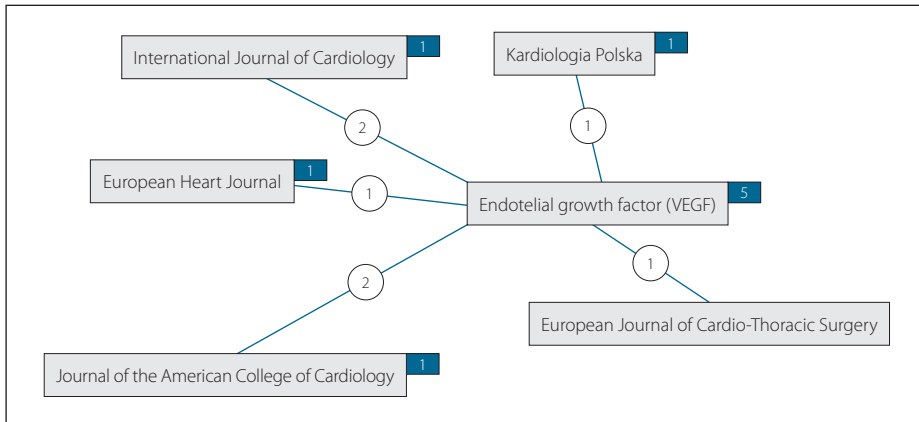 International Journal of Cardiology 1
Kardiologia Polska 1
2
1
European Heart Journal 1
1
Endotelial growth factor (VEGF) 5
2
1
European Journal of Cardio-Thoracic Surgery
Journal of the American College of Cardiology 1